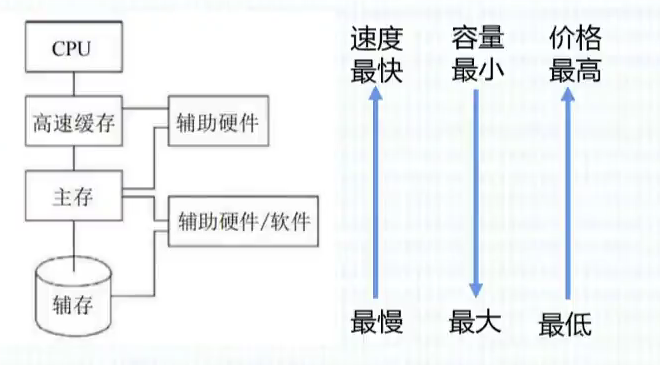 CPU
高速缓存
辅助硬件
主存
辅助硬件/软件
辅存
速度
最快
容量
最小
价格
最高
最慢
最大
最低